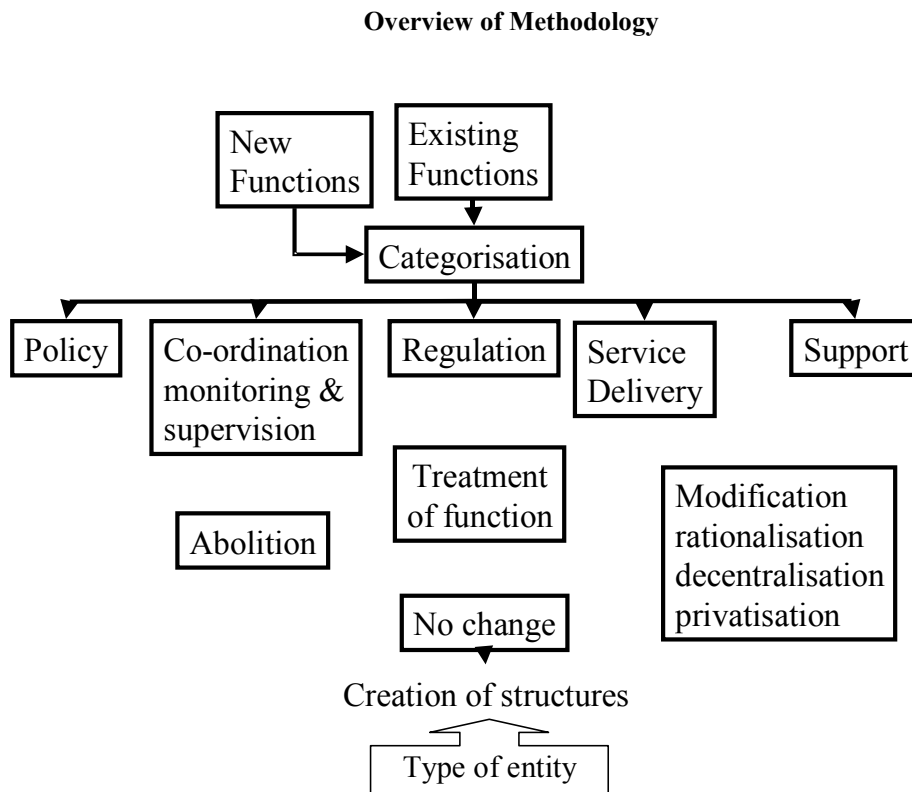 Overview of Methodology
New
Functions
Existing
Functions
Categorisation
Policy
Co-ordination
monitoring &
supervision
Regulation
Service
Delivery
Support
Treatment
of function
Abolition
Modification
rationalisation
decentralisation
privatisation
No change
Creation of structures
Type of entity